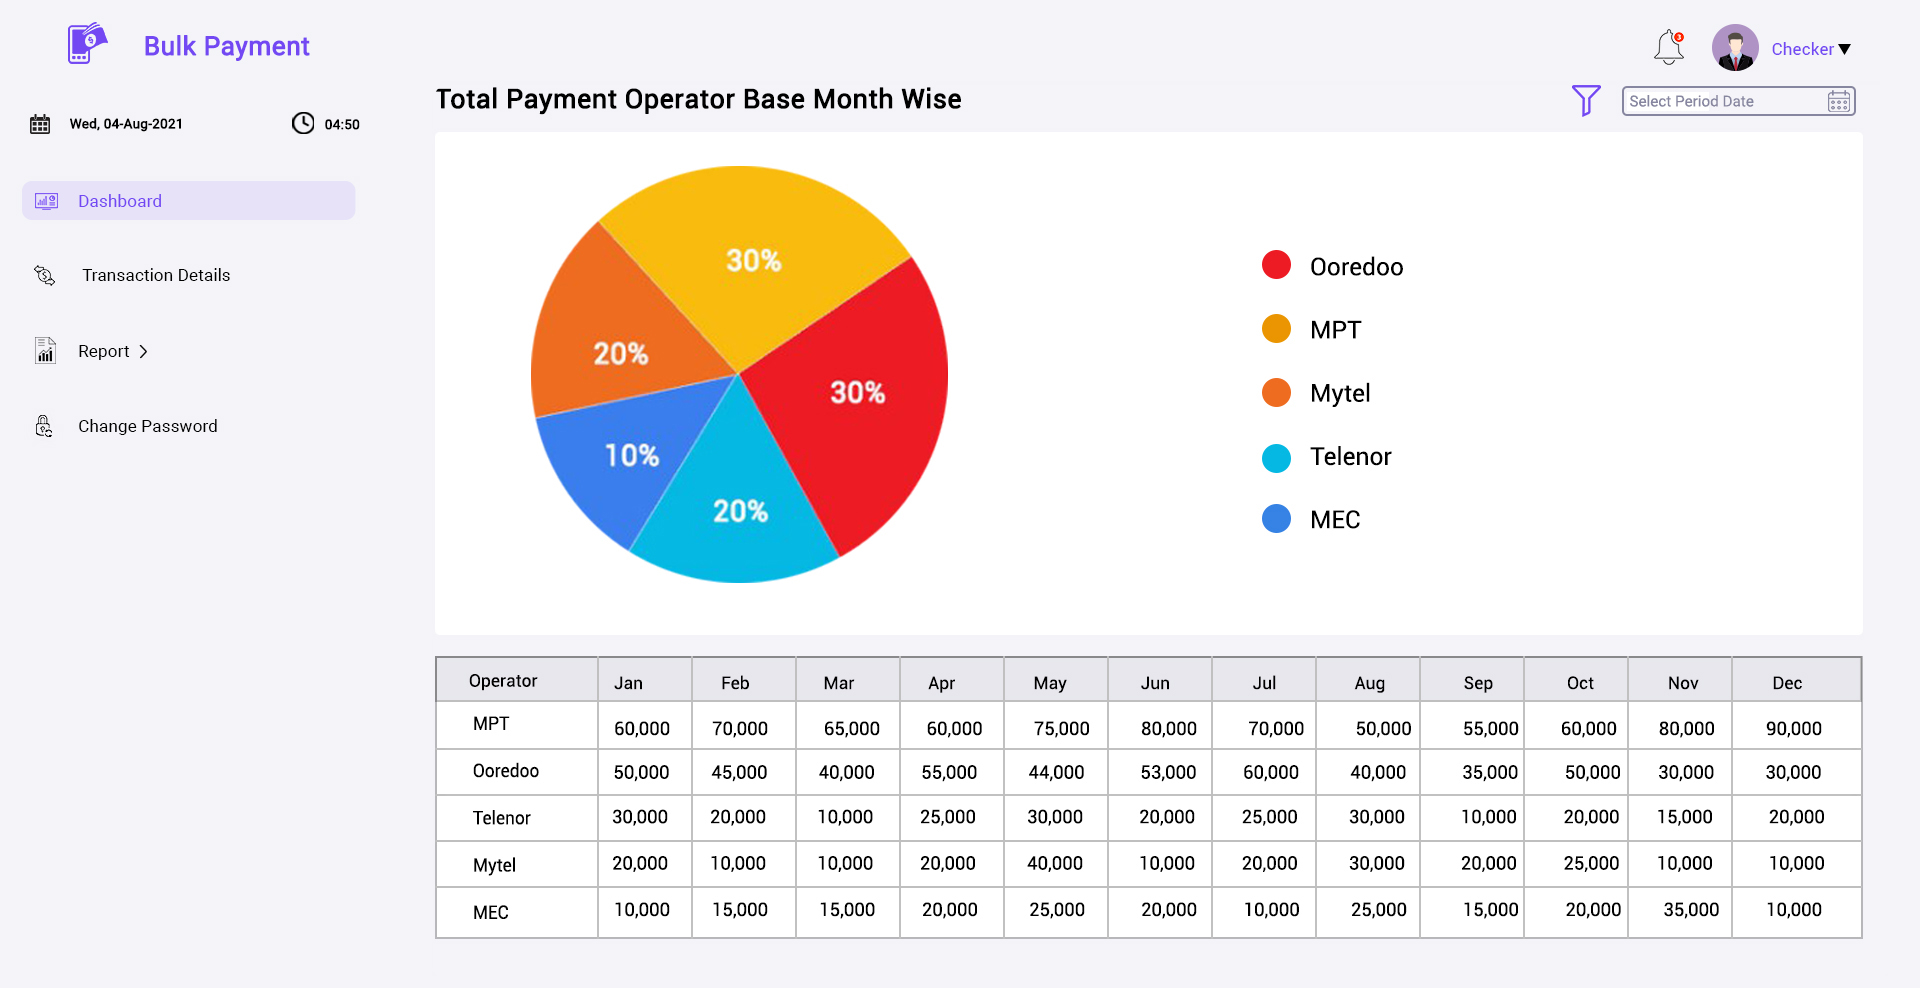 Bulk Payment
3
Checker
Total Payment Operator Base Month Wise
Select Period Date
Wed, 04-Aug-2021 04:50
Dashboard
Transaction Details
Report
Change Password
30%
20%
30%
10%
20%
Ooredoo
MPT
Mytel
Telenor
MEC
Operator Jan Feb Mar Apr May Jun Jul Aug Sep Oct Nov Dec
MPT 60,000 70,000 65,000 60,000 75,000 80,000 70,000 50,000 55,000 60,000 80,000 90,000
Ooredoo 50,000 45,000 40,000 55,000 44,000 53,000 60,000 40,000 35,000 50,000 30,000 30,000
Telenor 30,000 20,000 10,000 25,000 30,000 20,000 25,000 30,000 10,000 20,000 15,000 20,000
Mytel 20,000 10,000 10,000 20,000 40,000 10,000 20,000 30,000 20,000 25,000 10,000 10,000
MEC 10,000 15,000 15,000 20,000 25,000 20,000 10,000 25,000 15,000 20,000 35,000 10,000